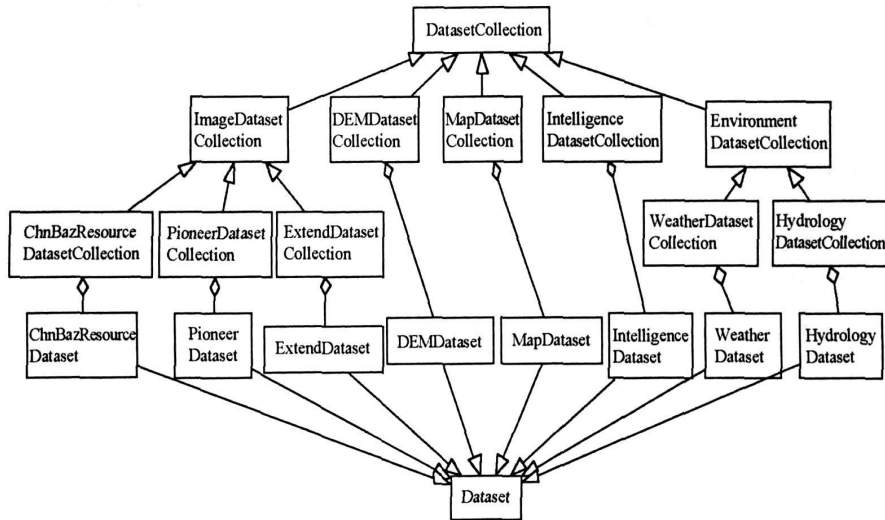 DatasetCollection
ImageDataset
Collection
DEMDataset
Collection
MapDataset
Collection
Intelligence
DatasetCollection
Environment
DatasetCollection
ChnBazResource
DatasetCollection
PioneerDataset
Collection
ExtendDataset
Collection
WeatherDataset
Collection
Hydrology
DatasetCollection
ChnBazResource
Dataset
Pioneer
Dataset
ExtendDataset
DEMDataset
MapDataset
Intelligence
Dataset
Weather
Dataset
Hydrology
Dataset
Dataset